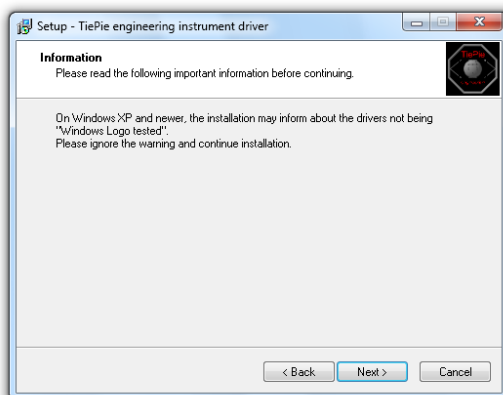 Setup - TiePie engineering instrument driver
Information
Please read the following important information before continuing.
TiePie
On Windows XP and newer, the installation may inform about the drivers not being
"Windows Logo tested".
Please ignore the warning and continue installation.
< Back
Next >
Cancel